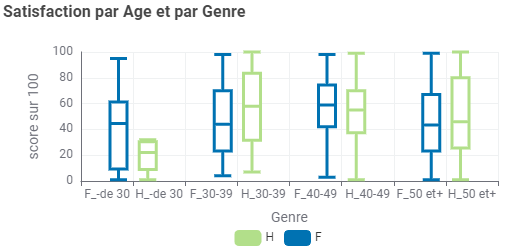 Satisfaction par Age et par Genre
score sur 100
100
80
60
40
20
0
F_-de 30 H_-de 30 F_30-39 H_30-39 F_40-49 H_40-49 F_50 et+ H_50 et+
Genre
H F